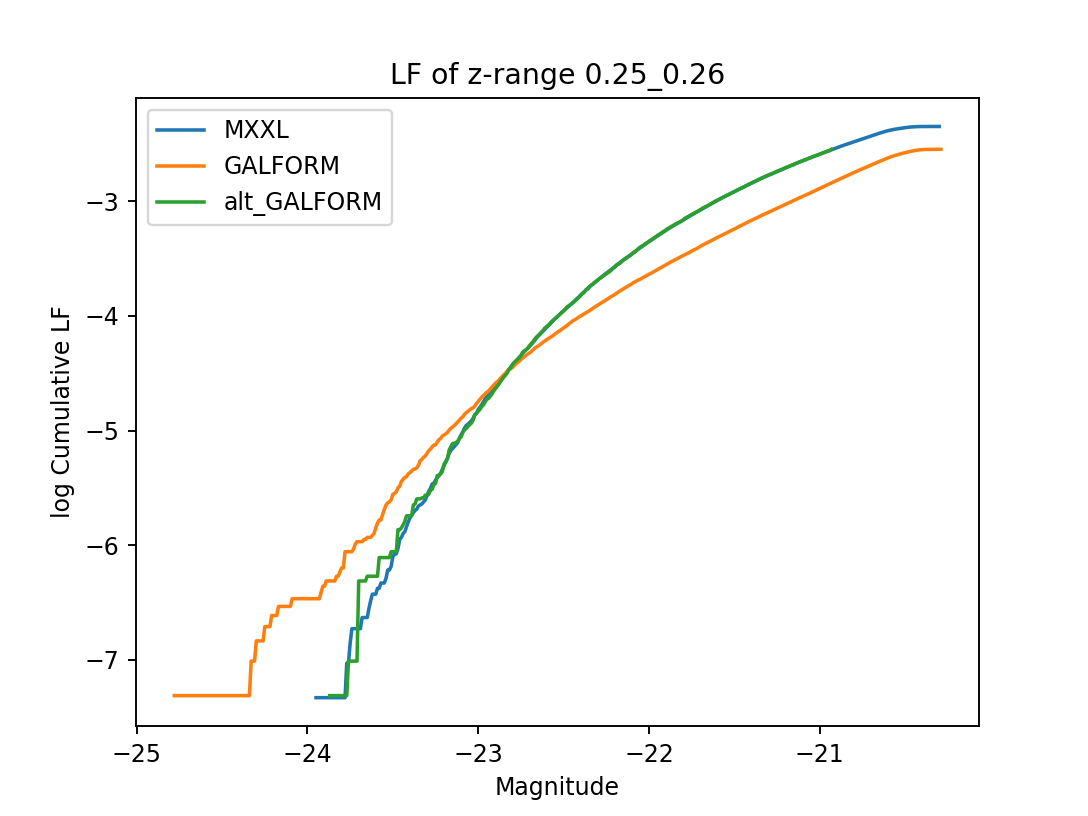 LF of z-range 0.25_0.26
MXXL
GALFORM
alt_GALFORM
log Cumulative LF
−3
−4
−5
−6
−7
−25
−24
−23
−22
−21
Magnitude